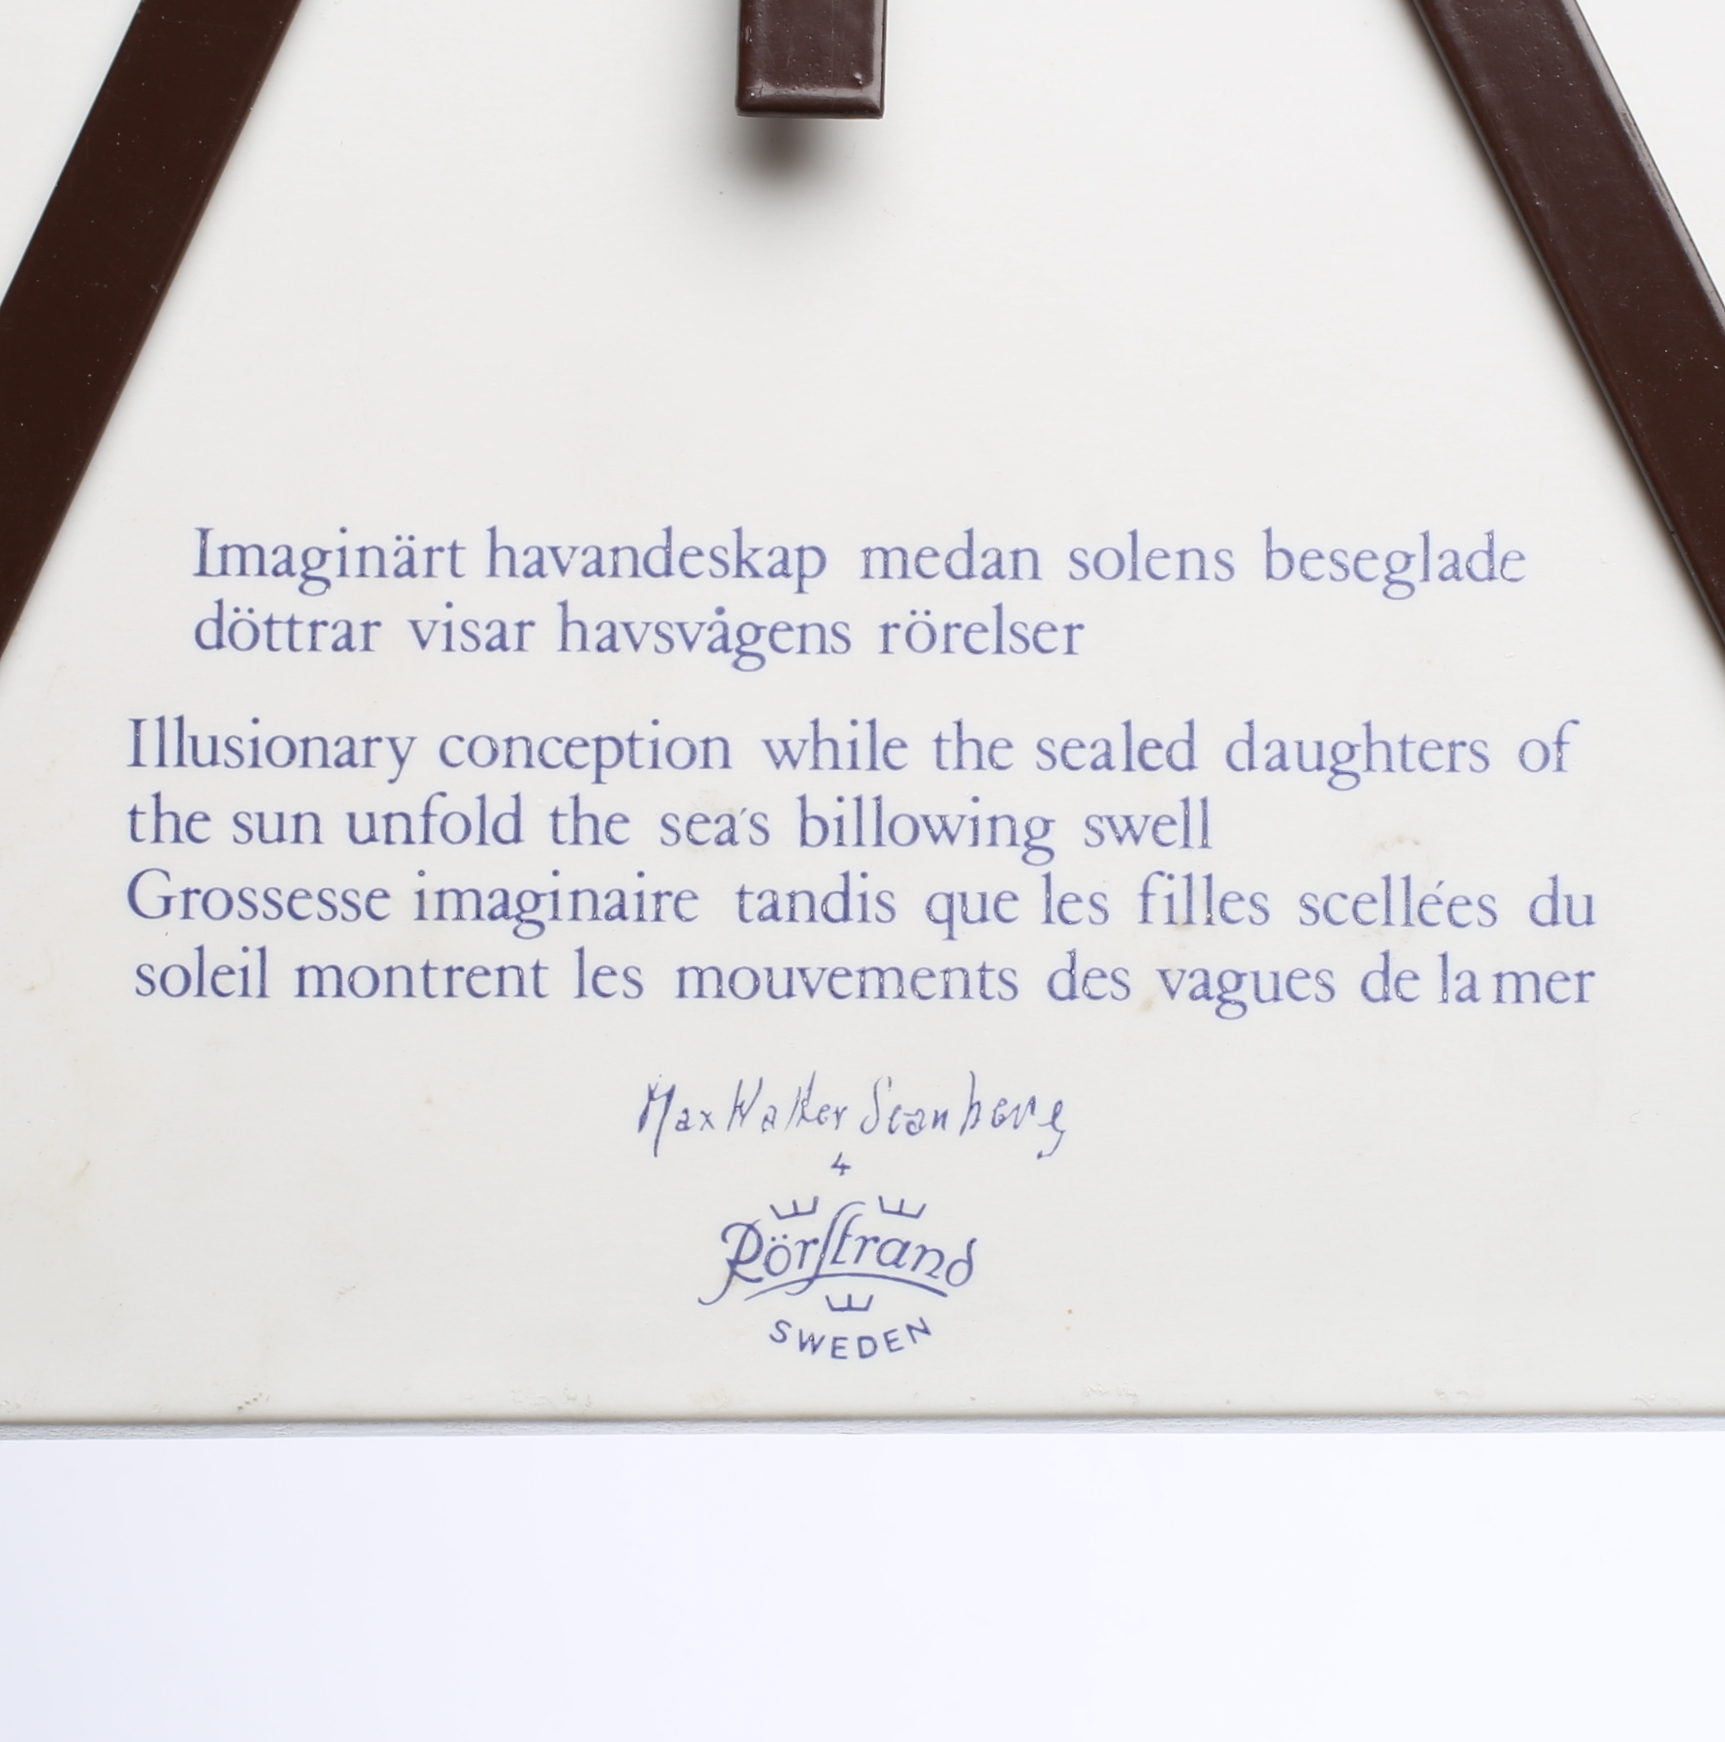 Imaginärt havandeskap medan solens beseglade
döttrar visar havsvågens rörelser
Illusionary conception while the sealed daughters of
the sun unfold the sea's billowing swell
Grossesse imaginaire tandis que les filles scellées du
soleil montrent les mouvements des vagues de la mer
Max Walter Svanberg
4
Rörstrand
SWEDEN